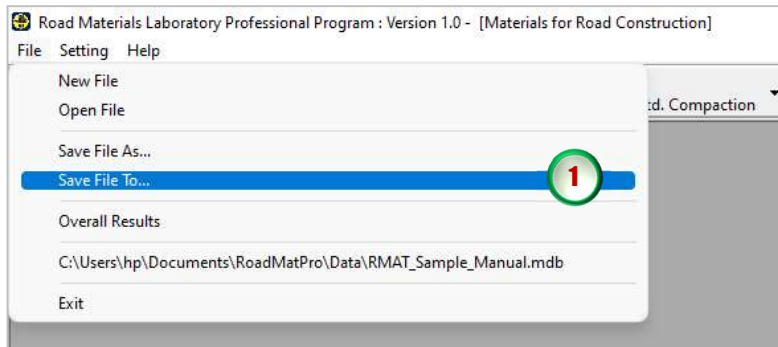 Road Materials Laboratory Professional Program : Version 1.0 - [Materials for Road Construction]
File Setting Help
New File
Open File
td. Compaction
Save File As...
Save File To...
1
Overall Results
C:\Users\hp\Documents\RoadMatPro\Data\RMAT_Sample_Manual.mdb
Exit